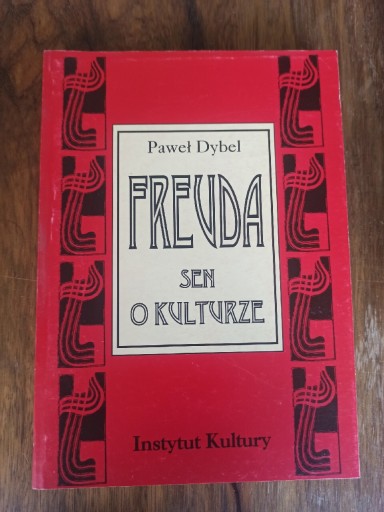 Paweł Dybel
FREUDA
SEN
O KULTURZE
Instytut Kultury